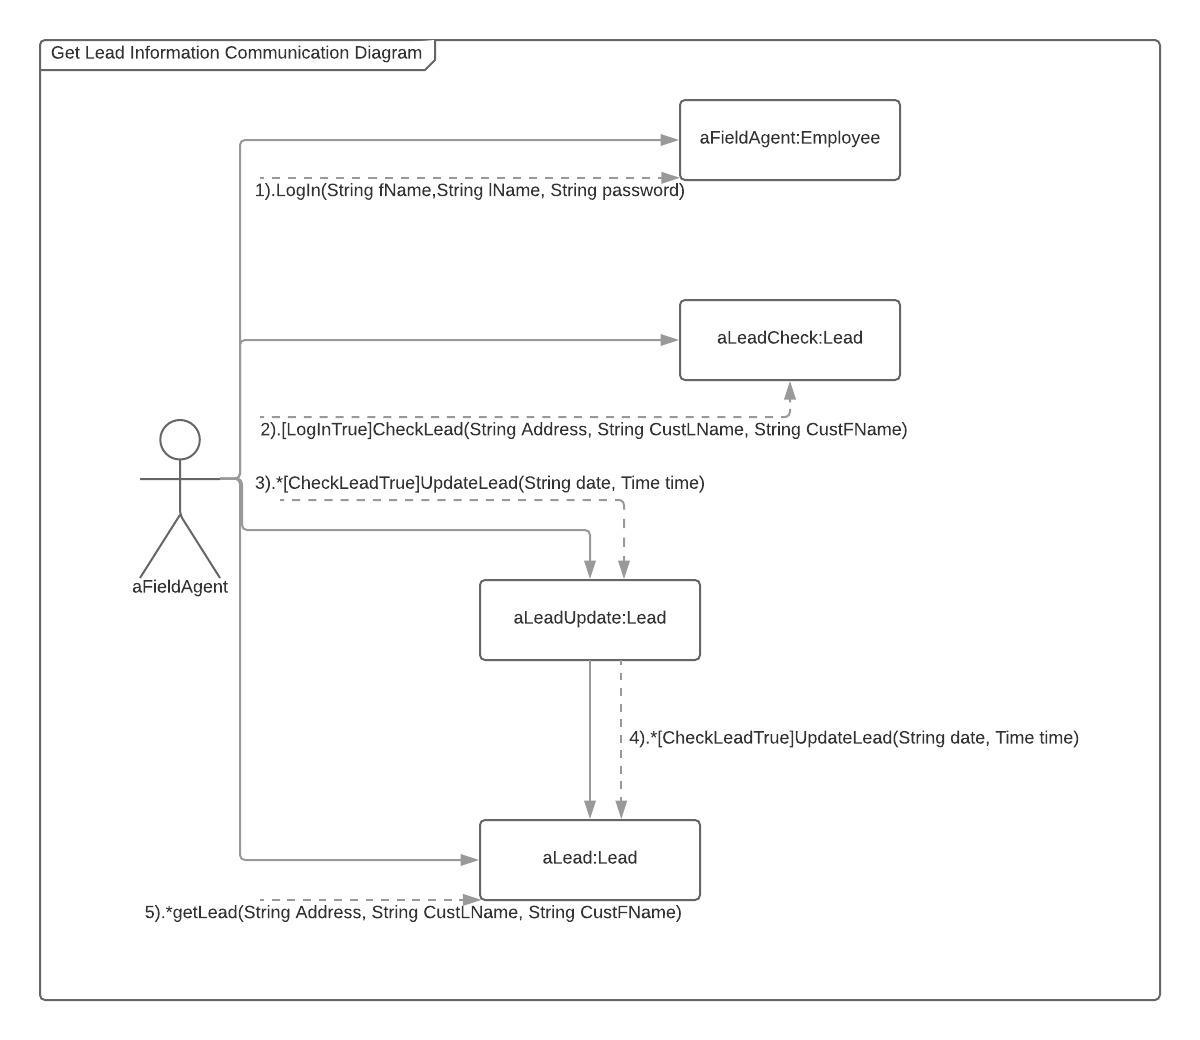 Get Lead Information Communication Diagram
aFieldAgent:Employee
1).LogIn(String fName,String lName, String password)
aLeadCheck:Lead
2).[LogInTrue]CheckLead(String Address, String CustLName, String CustFName)
3).*[CheckLeadTrue]UpdateLead(String date, Time time)
aFieldAgent
aLeadUpdate:Lead
4).*[CheckLeadTrue]UpdateLead(String date, Time time)
aLead:Lead
5).*getLead(String Address, String CustLName, String CustFName)